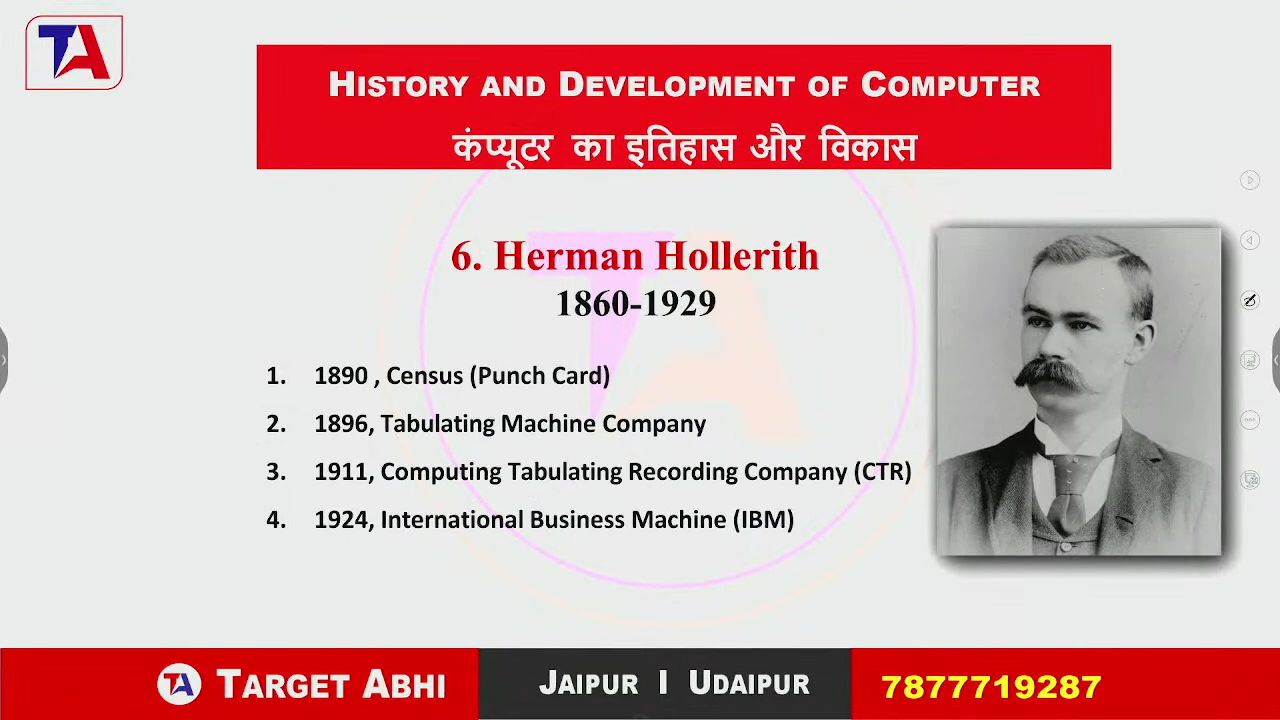 TA
HISTORY AND DEVELOPMENT OF COMPUTER
कंप्यूटर का इतिहास और विकास
6. Herman Hollerith
1860-1929
1. 1890 , Census (Punch Card)
2. 1896, Tabulating Machine Company
3. 1911, Computing Tabulating Recording Company (CTR)
4. 1924, International Business Machine (IBM)
TA TARGET ABHI JAIPUR I UDAIPUR 7877719287